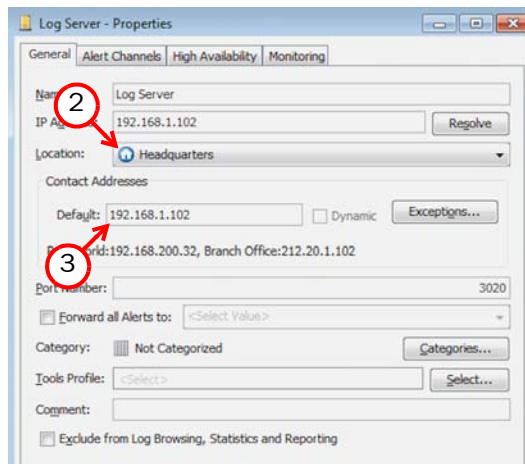 Log Server - Properties
General Alert Channels High Availability Monitoring
Log Server
2
IP 192.168.1.102 Resolve
Location: Headquarters
Contact Addresses
Default: 192.168.1.102 Dynamic Exceptions...
3
:192.168.200.32, Branch Office:212.20.1.102
Port Number: 3020
Forward all Alerts to: <Select Value>
Category: Not Categorized Categories...
Tools Profile: <Select> Select...
Comment:
Exclude from Log Browsing, Statistics and Reporting